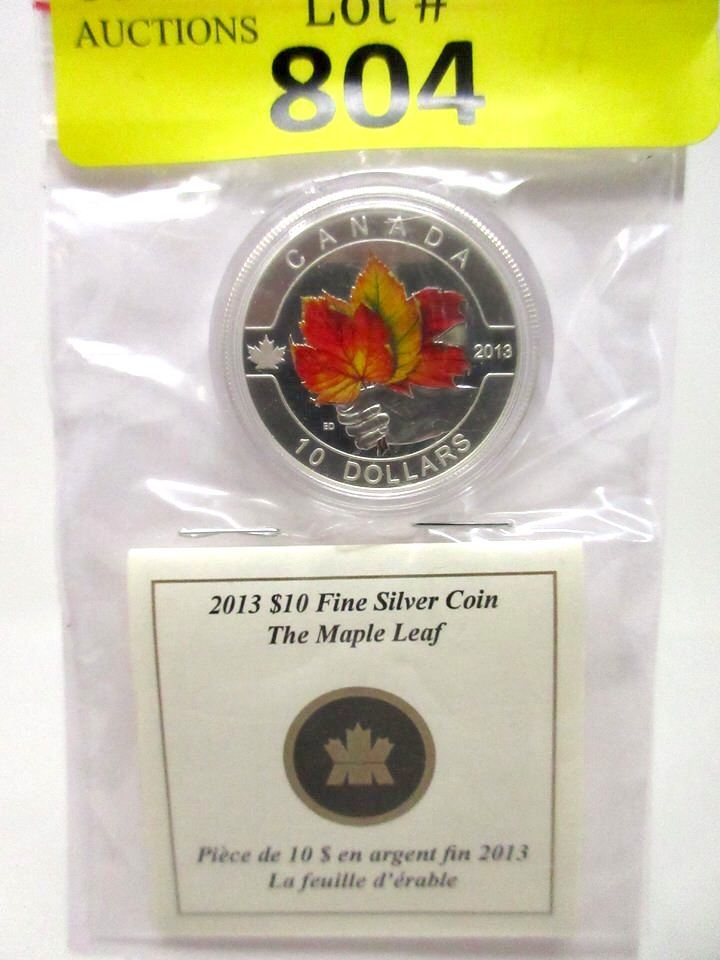 Lot #
AUCTIONS
804
CANADA
2013
ED
10 DOLLARS
2013 $10 Fine Silver Coin
The Maple Leaf
Pièce de 10 $ en argent fin 2013
La feuille d'érable